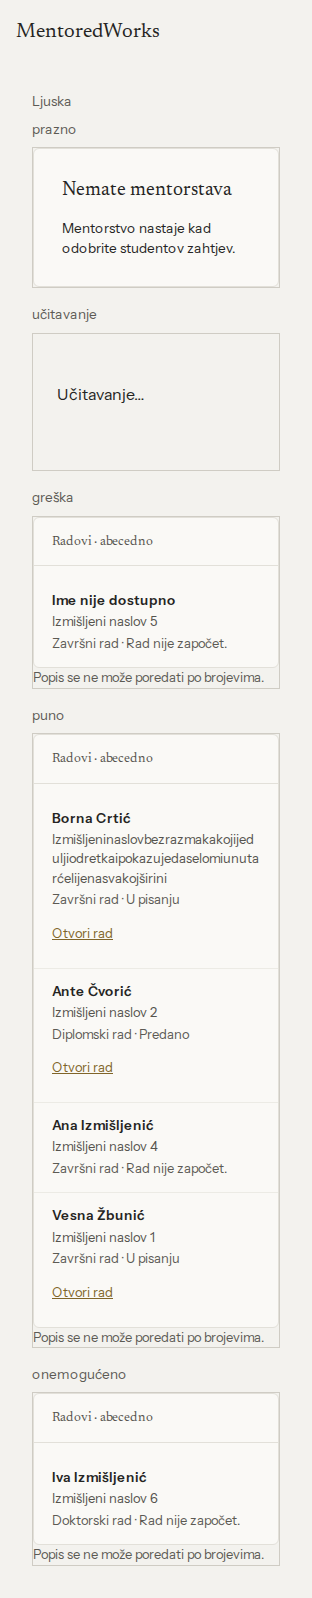 MentoredWorks
Ljuska
prazno
Nemate mentorstava
Mentorstvo nastaje kad
odobrite studentov zahtjev.
učitavanje
Učitavanje…
greška
Radovi · abecedno
Ime nije dostupno
Izmišljeni naslov 5
Završni rad · Rad nije započet.
Popis se ne može poredati po brojevima.
puno
Radovi · abecedno
Borna Crtić
Izmišljeninaslovbezrazmakakojijed
uljiodretkaipokazujedaselomiunuta
rćelijenasvakojširini
Završni rad · U pisanju
Otvori rad
Ante Čvorić
Izmišljeni naslov 2
Diplomski rad · Predano
Otvori rad
Ana Izmišljenić
Izmišljeni naslov 4
Završni rad · Rad nije započet.
Vesna Žbunić
Izmišljeni naslov 1
Završni rad · U pisanju
Otvori rad
Popis se ne može poredati po brojevima.
onemogućeno
Radovi · abecedno
Iva Izmišljenić
Izmišljeni naslov 6
Doktorski rad · Rad nije započet.
Popis se ne može poredati po brojevima.